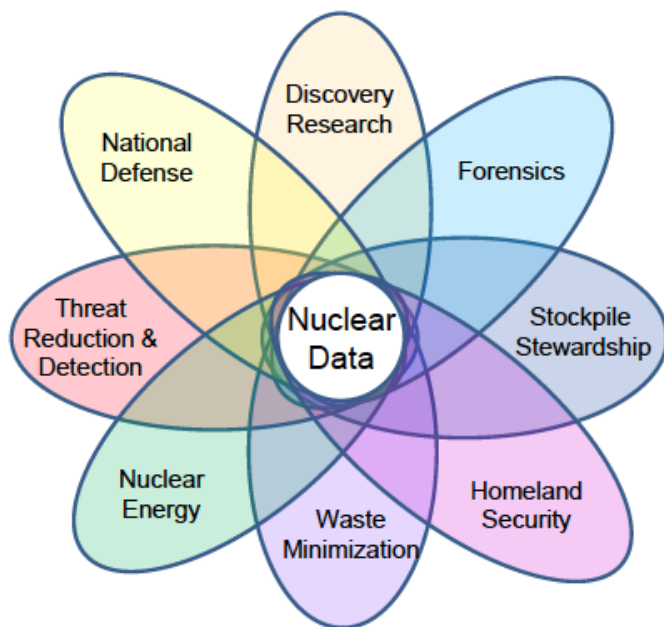 Discovery
Research
National
Defense
Forensics
Threat
Reduction &
Detection
Nuclear
Data
Stockpile
Stewardship
Nuclear
Energy
Waste
Minimization
Homeland
Security